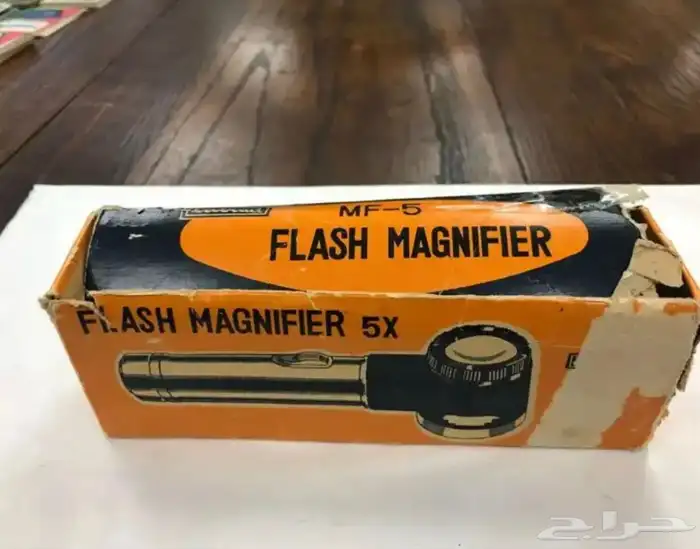 MF-5
FLASH MAGNIFIER
FLASH MAGNIFIER 5X
حراج